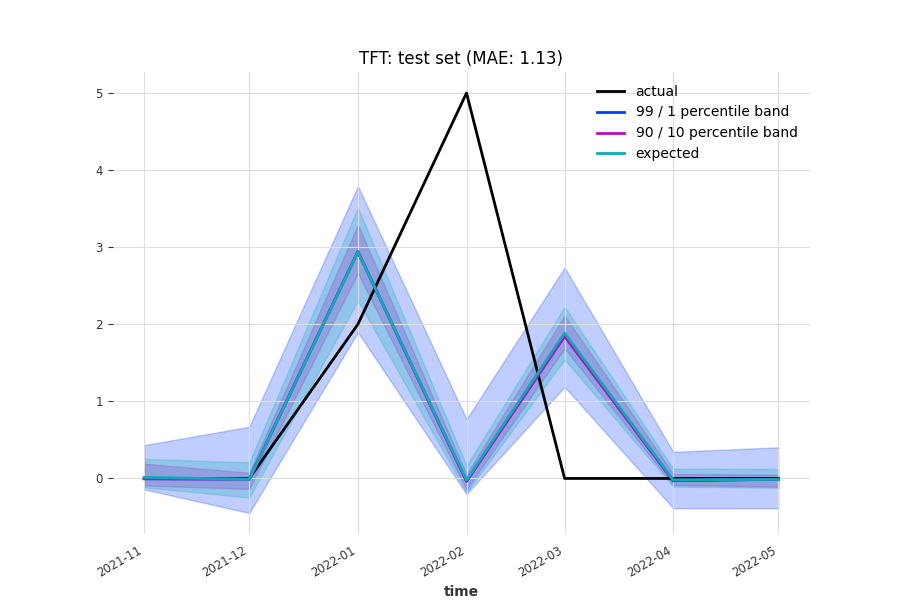 TFT: test set (MAE: 1.13)
actual
99 / 1 percentile band
90 / 10 percentile band
expected
5
4
3
2
1
0
2021-11
2021-12
2022-01
2022-02
2022-03
2022-04
2022-05
time